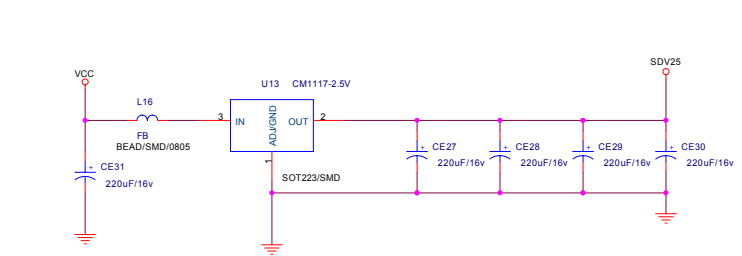 VCC
SDV25
U13 CM1117-2.5V
L16
3 IN ADJ/GND OUT 2
FB
BEAD/SMD/0805
1
CE31
220uF/16v
SOT223/SMD
+ CE27
220uF/16v
+ CE28
220uF/16v
+ CE29
220uF/16v
+ CE30
220uF/16v